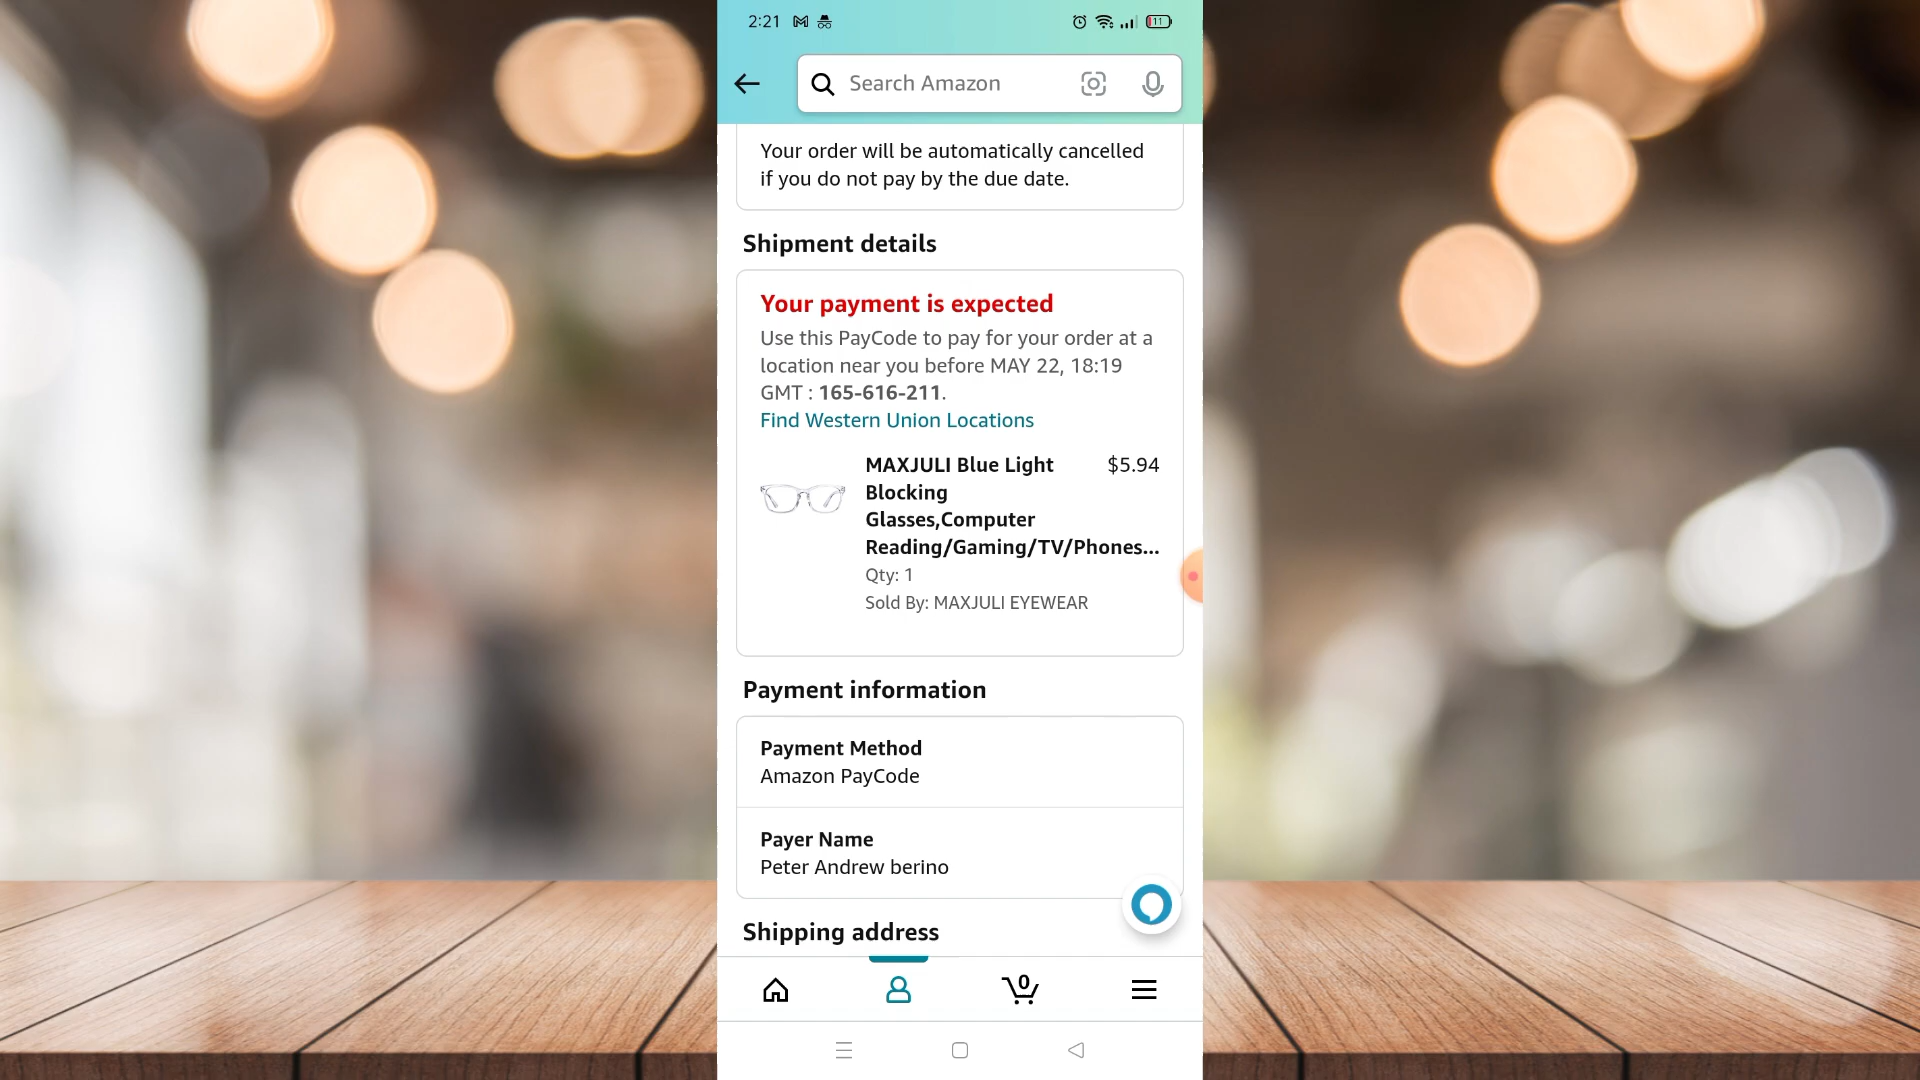 2:21
11
Search Amazon
Your order will be automatically cancelled
if you do not pay by the due date.
Shipment details
Your payment is expected
Use this PayCode to pay for your order at a
location near you before MAY 22, 18:19
GMT : 165-616-211.
Find Western Union Locations
MAXJULI Blue Light $5.94
Blocking
Glasses,Computer
Reading/Gaming/TV/Phones...
Qty: 1
Sold By: MAXJULI EYEWEAR
Payment information
Payment Method
Amazon PayCode
Payer Name
Peter Andrew berino
Shipping address
0